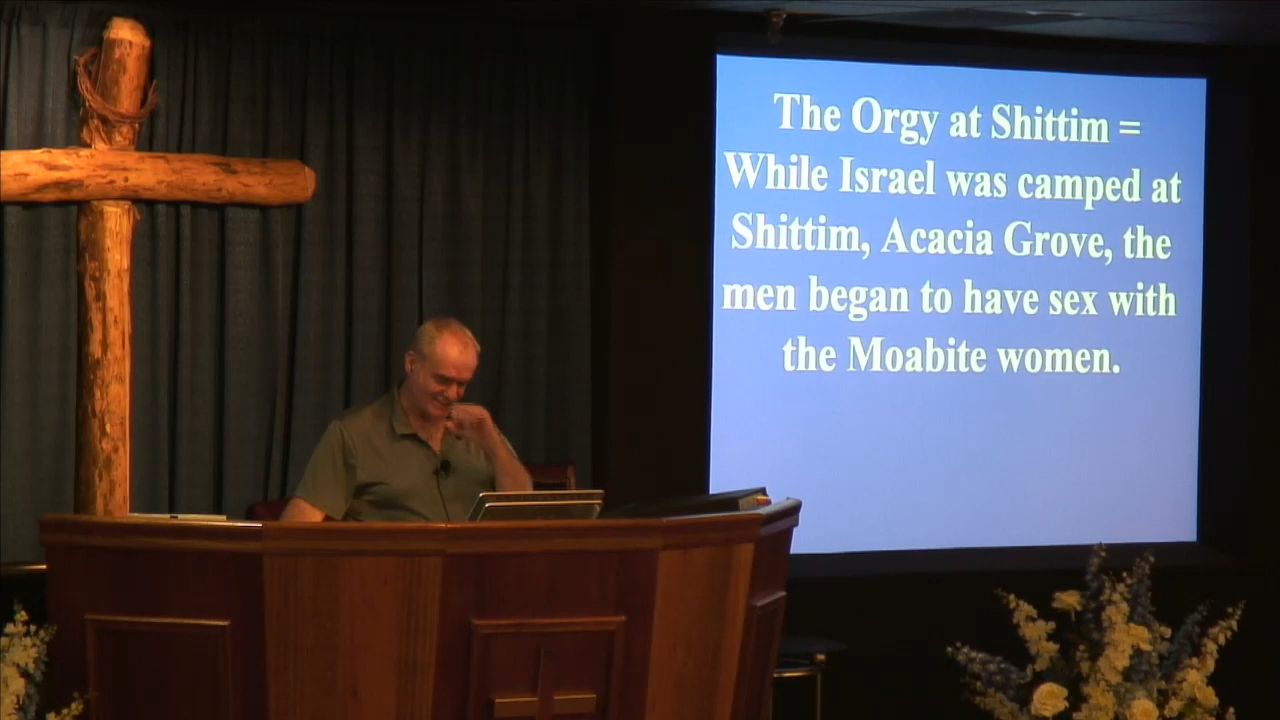 The Orgy at Shittim =
While Israel was camped at
Shittim, Acacia Grove, the
men began to have sex with
the Moabite women.